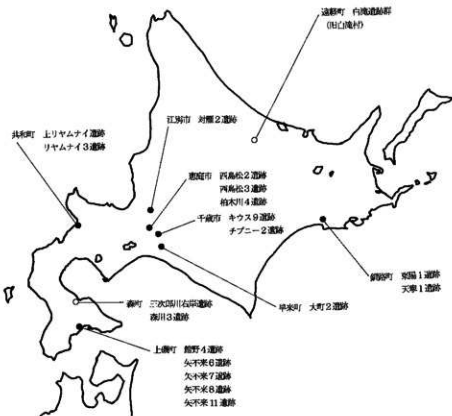 遠軽町 白滝遺跡群
(旧白滝村)
江別市 対雁2遺跡
共和町 上リヤムナイ遺跡
リヤムナイ3遺跡
恵庭市 西島松2遺跡
西島松3遺跡
柏木川4遺跡
千歳市 キウス9遺跡
チプニー2遺跡
釧路町 東陽1遺跡
天寧1遺跡
早来町 大町2遺跡
森町 三次郎川右岸遺跡
森川3遺跡
上磯町 館野4遺跡
矢不来6遺跡
矢不来7遺跡
矢不来8遺跡
矢不来11遺跡